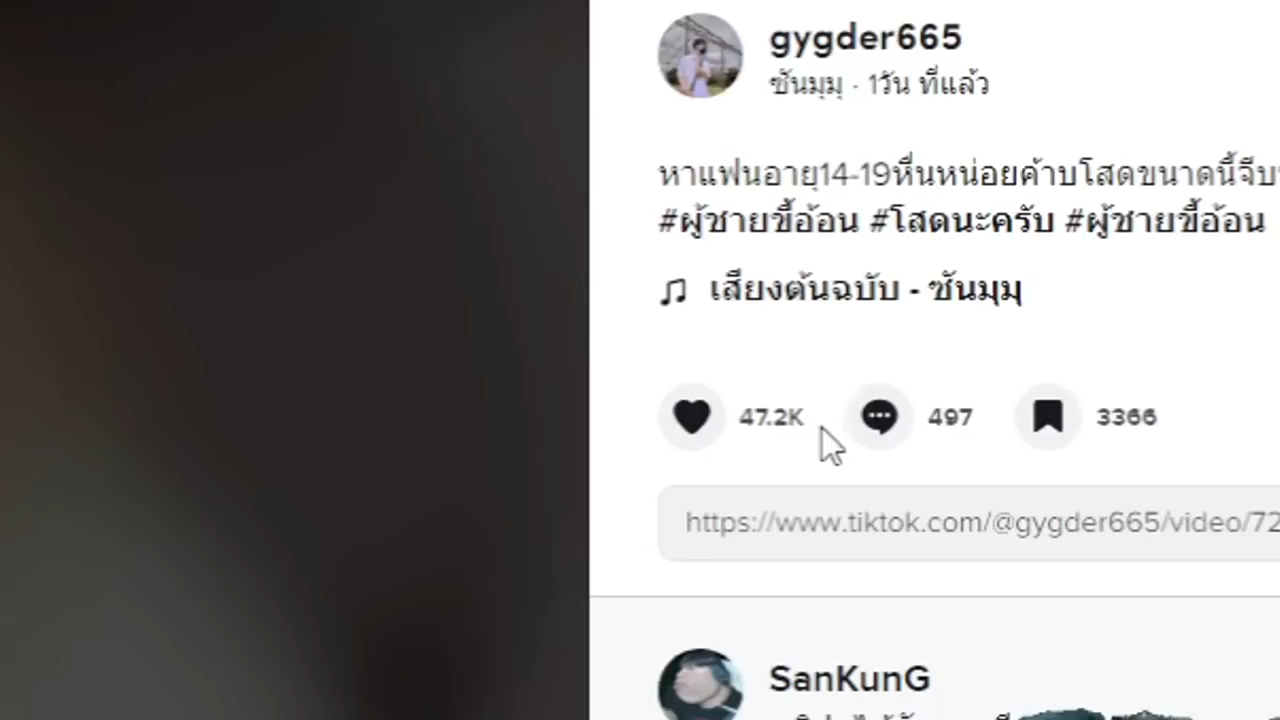 gygder665
ซันมุมุ · 1วัน ที่แล้ว
หาแฟนอายุ14-19หื่นหน่อยค้าบโสดขนาดนี้จีบ
#ผู้ชายขี้อ้อน #โสดนะครับ #ผู้ชายขี้อ้อน
เสียงต้นฉบับ - ซันมุมุ
47.2K 497 3366
https://www.tiktok.com/@gygder665/video/72
SanKunG